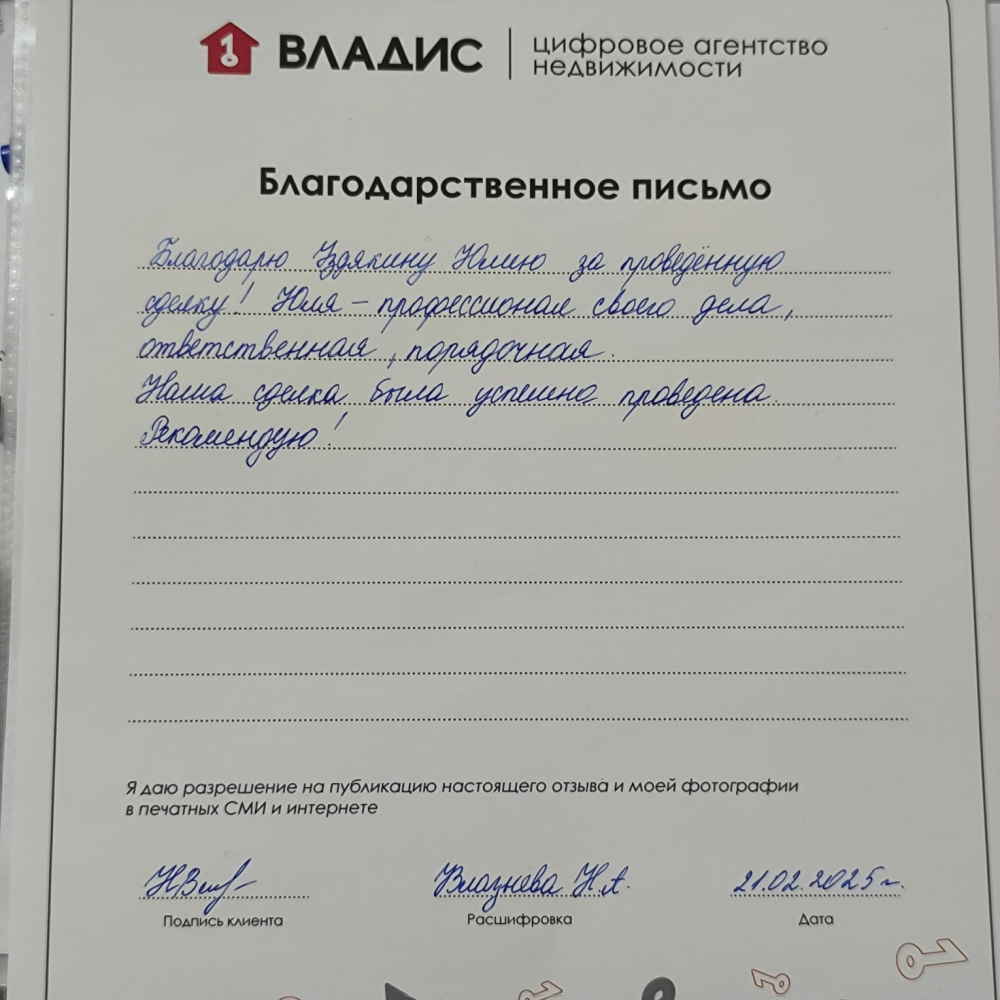 ВЛАДИС
цифровое агентство
недвижимости
Благодарственное письмо
Благодарю Уздякину Юлию за проведённую
сделку! Юля – профессионал своего дела,
ответственная, порядочная.
Наша сделка была успешно проведена.
Рекомендую!
Я даю разрешение на публикацию настоящего отзыва и моей фотографии
в печатных СМИ и интернете
Н.А. 21.02.2025г.
Подпись клиента Расшифровка Дата